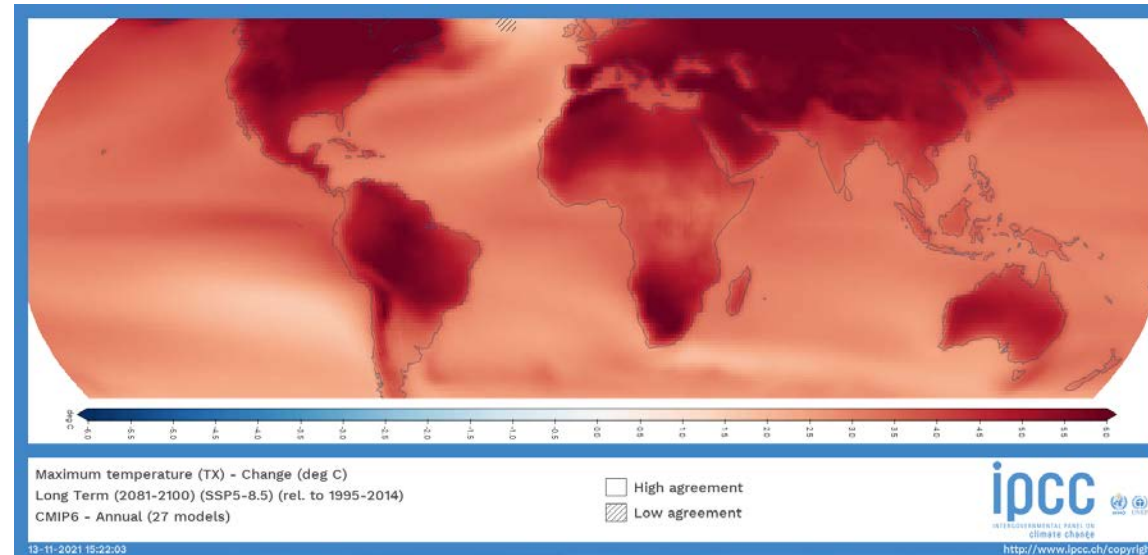 deg C
-6.0 -5.5 -5.0 -4.5 -4.0 -3.5 -3.0 -2.5 -2.0 -1.5 -1.0 -0.5 0.0 0.5 1.0 1.5 2.0 2.5 3.0 3.5 4.0 4.5 5.0 5.5 6.0
Maximum temperature (TX) - Change (deg C)
Long Term (2081-2100) (SSP5-8.5) (rel. to 1995-2014)
CMIP6 - Annual (27 models)
High agreement
Low agreement
ipcc
INTERGOVERNMENTAL PANEL ON
climate change
WMO UNEP
13-11-2021 15:22:03
http://www.ipcc.ch/copyrigh